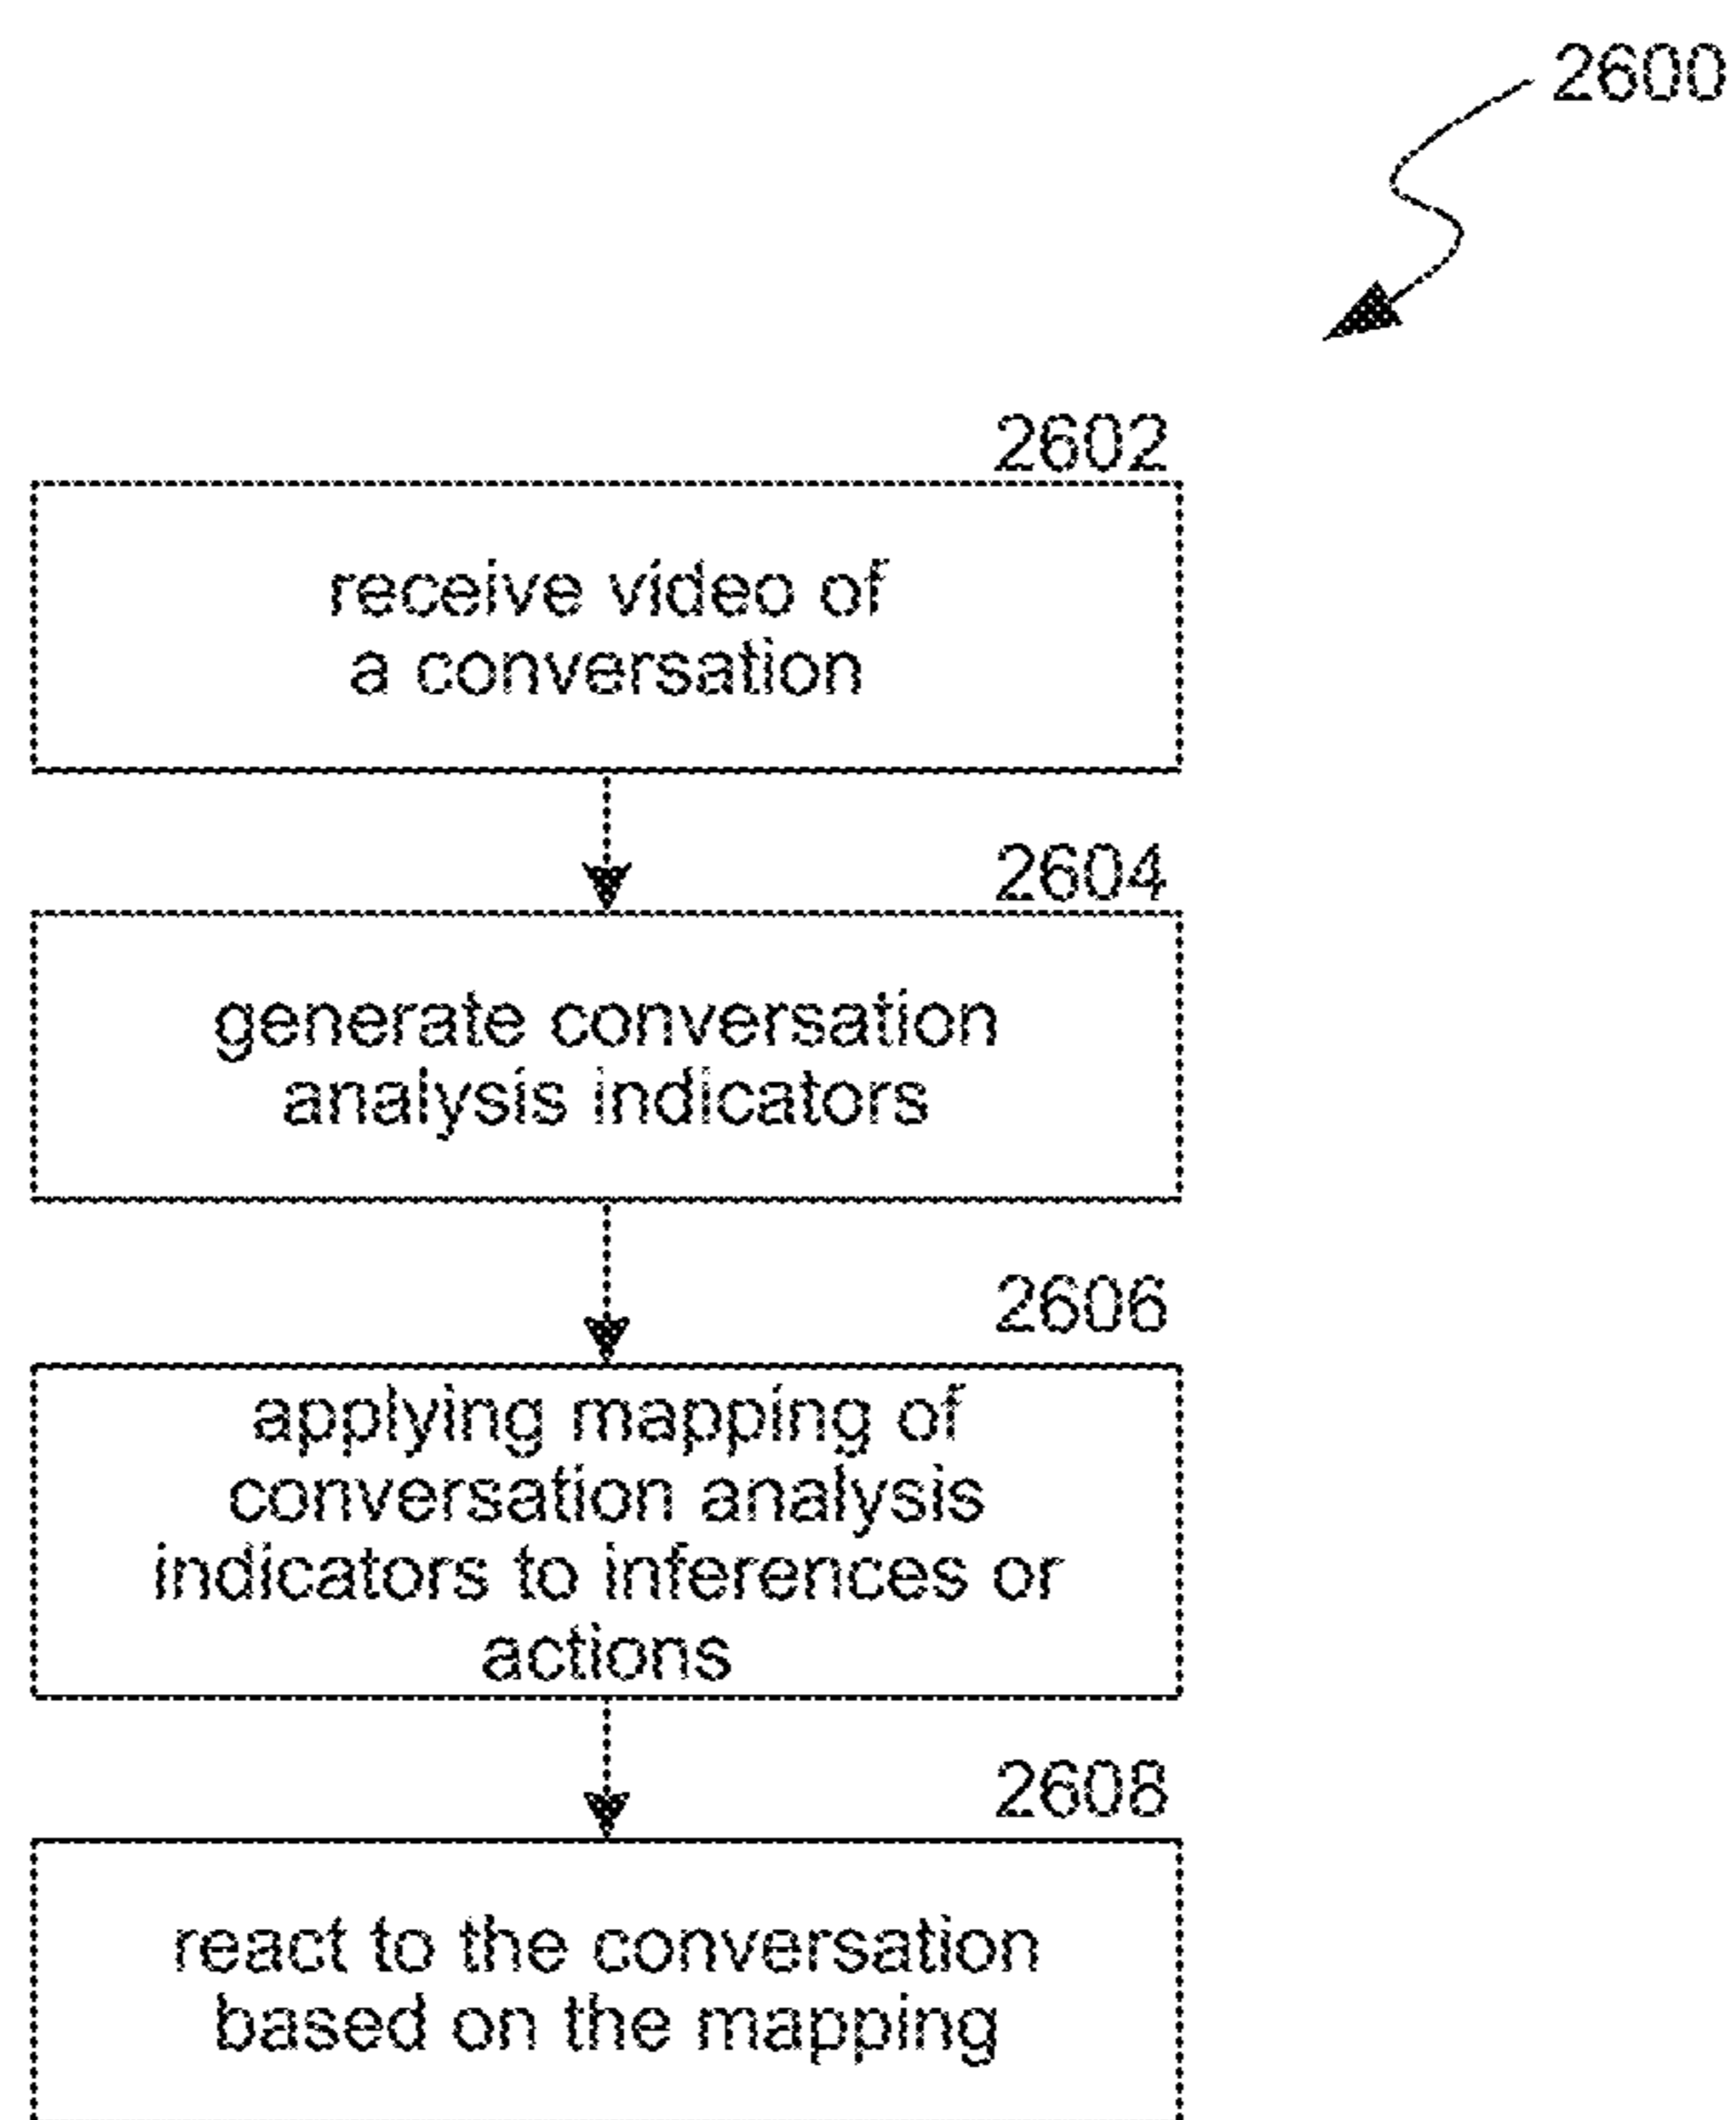 2600
2602
receive video of
a conversation
2604
generate conversation
analysis indicators
2606
applying mapping of
conversation analysis
indicators to inferences or
actions
2608
react to the conversation
based on the mapping